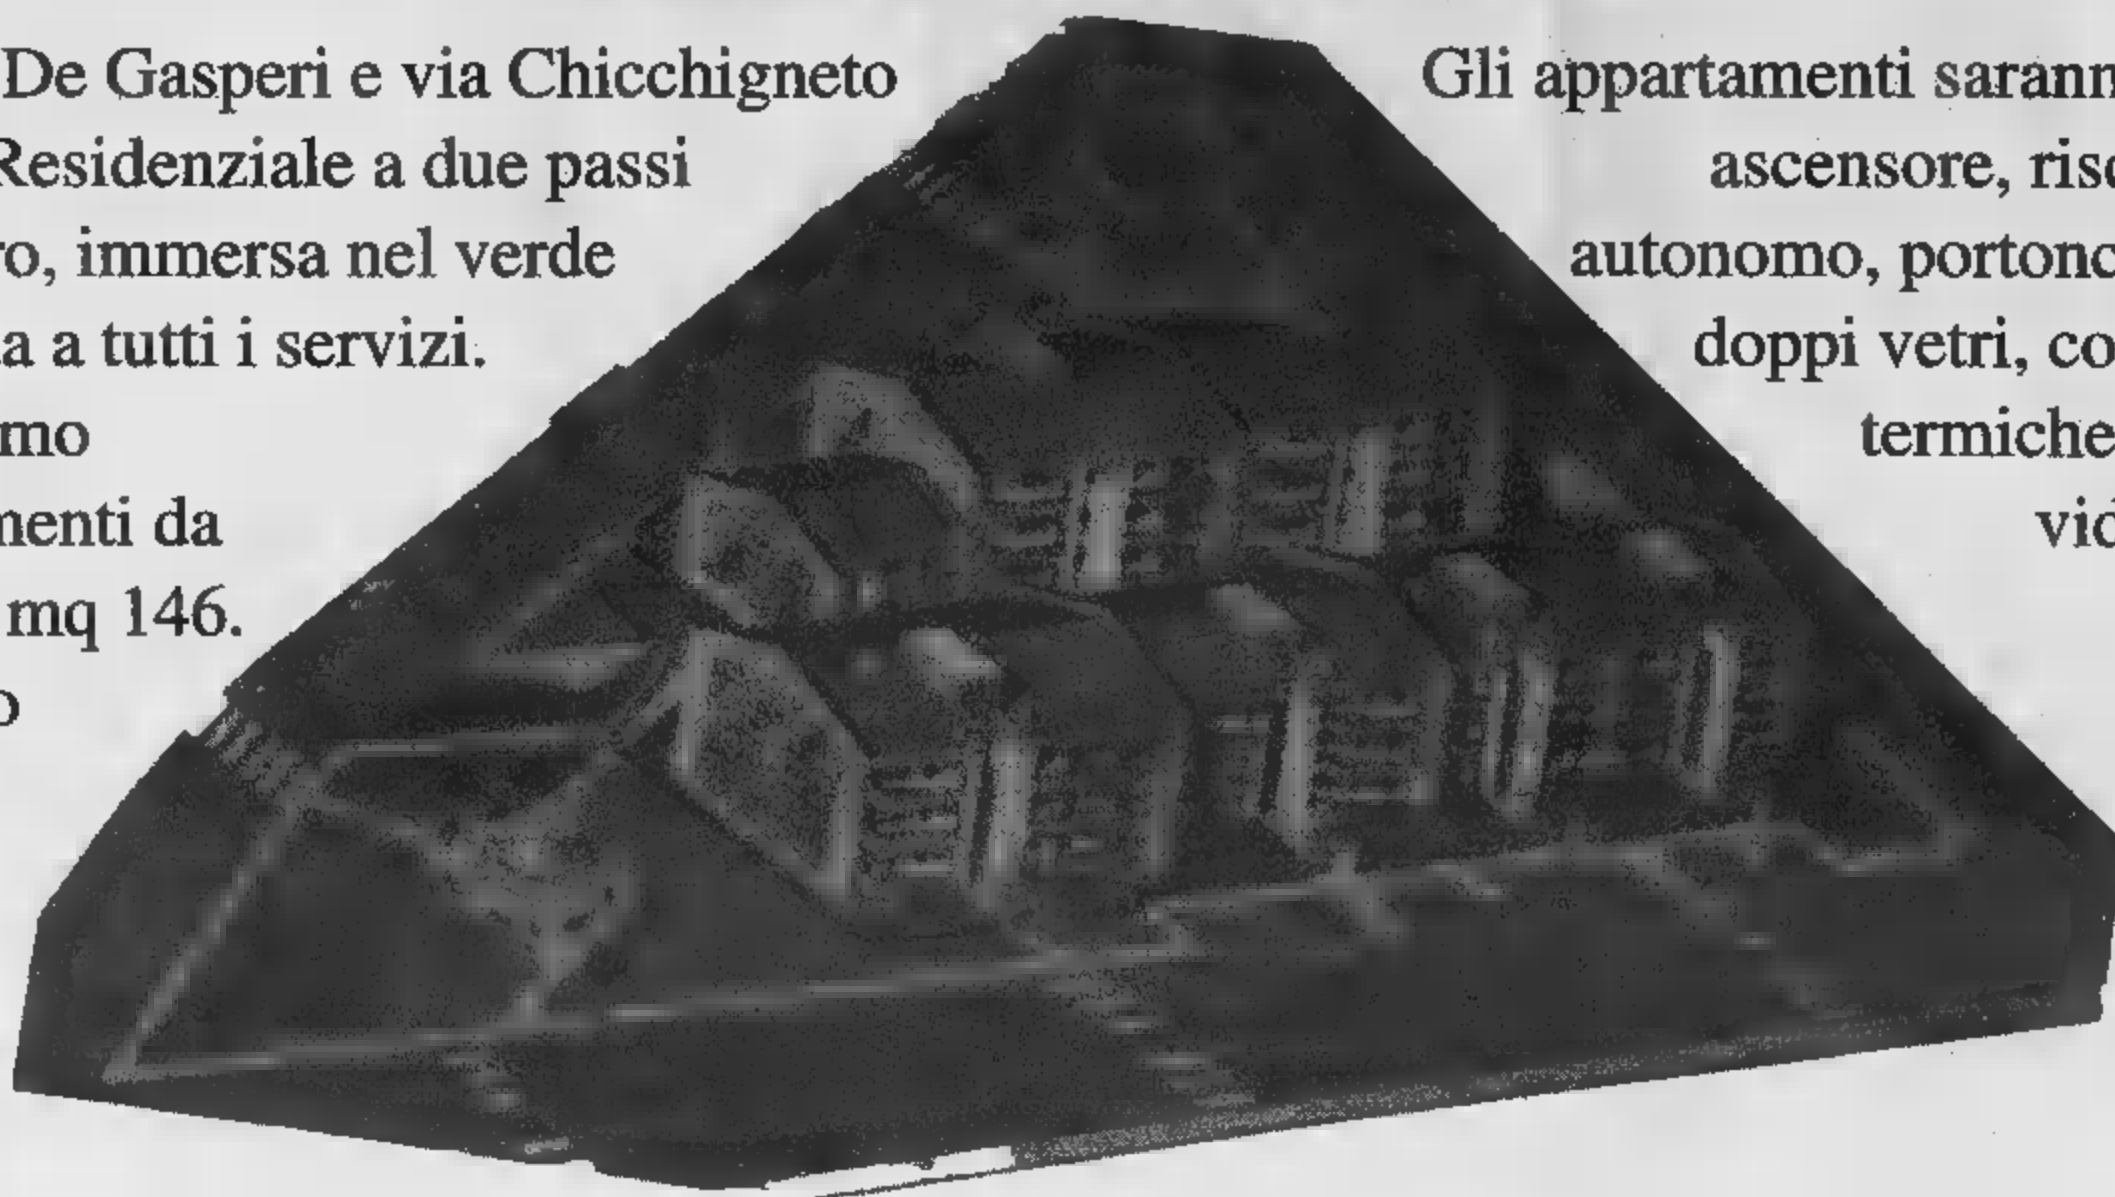 De Gasperi e via Chicchigneto
Residenziale a due passi
ro, immersa nel verde
a a tutti i servizi.
mo
menti da
mq 146.
o
Gli appartamenti sarann
ascensore, risc
autonomo, portonc
doppi vetri, co
termiche
vid